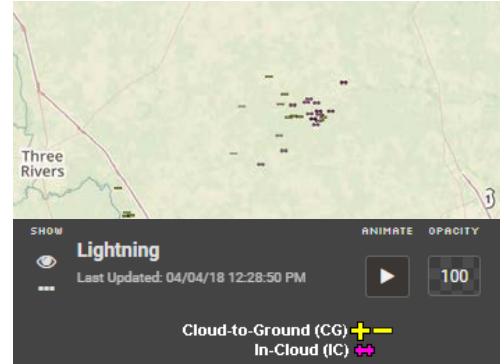 Three
Rivers
1
SHOW
ANIMATE OPACITY
Lightning
Last Updated: 04/04/18 12:28:50 PM
100
Cloud-to-Ground (CG)
In-Cloud (IC)